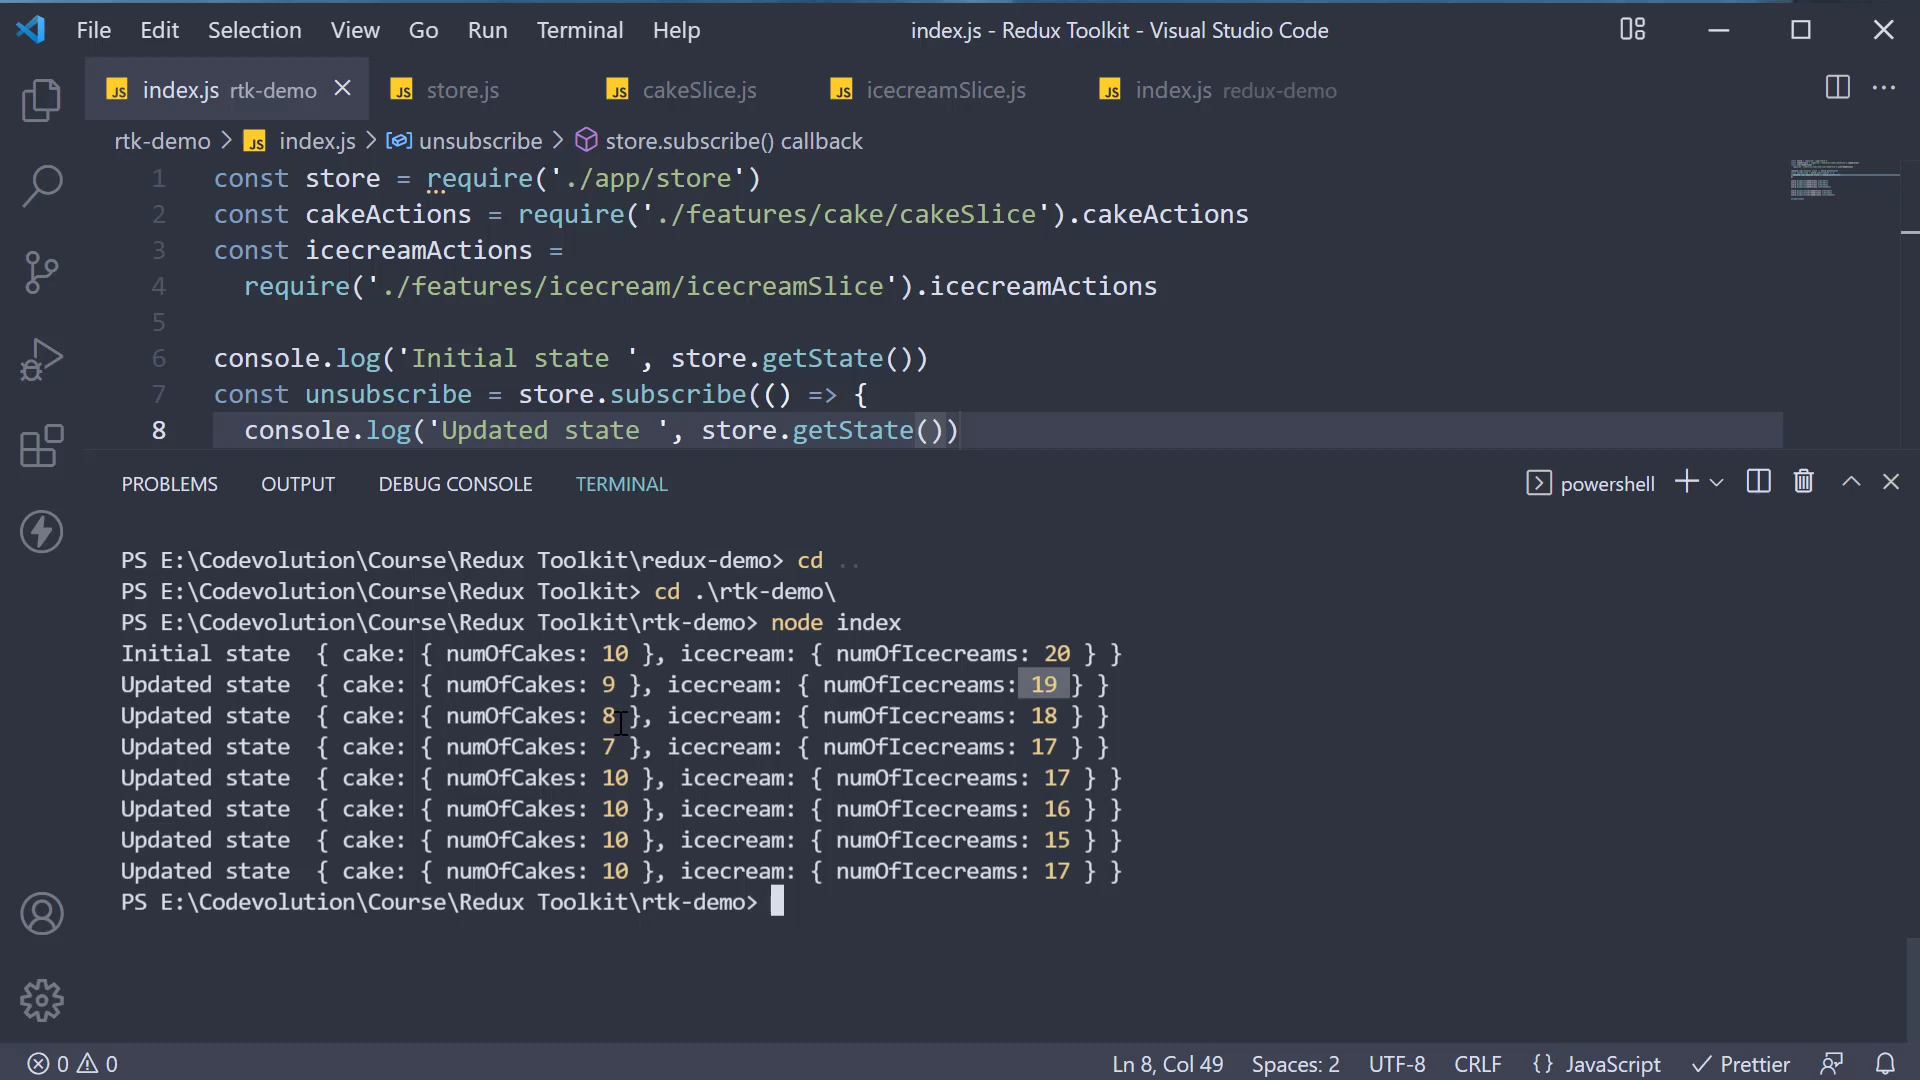 File Edit Selection View Go Run Terminal Help index.js - Redux Toolkit - Visual Studio Code
JS index.js rtk-demo JS store.js JS cakeSlice.js JS icecreamSlice.js JS index.js redux-demo
rtk-demo > JS index.js > unsubscribe > store.subscribe() callback
1 const store = require('./app/store')
2 const cakeActions = require('./features/cake/cakeSlice').cakeActions
3 const icecreamActions =
4 require('./features/icecream/icecreamSlice').icecreamActions
5
6 console.log('Initial state ', store.getState())
7 const unsubscribe = store.subscribe(() => {
8 console.log('Updated state ', store.getState())
PROBLEMS OUTPUT DEBUG CONSOLE TERMINAL powershell
PS E:\Codevolution\Course\Redux Toolkit\redux-demo> cd ..
PS E:\Codevolution\Course\Redux Toolkit> cd .\rtk-demo\
PS E:\Codevolution\Course\Redux Toolkit\rtk-demo> node index
Initial state { cake: { numOfCakes: 10 }, icecream: { numOfIcecreams: 20 } }
Updated state { cake: { numOfCakes: 9 }, icecream: { numOfIcecreams: 19 } }
Updated state { cake: { numOfCakes: 8 }, icecream: { numOfIcecreams: 18 } }
Updated state { cake: { numOfCakes: 7 }, icecream: { numOfIcecreams: 17 } }
Updated state { cake: { numOfCakes: 10 }, icecream: { numOfIcecreams: 17 } }
Updated state { cake: { numOfCakes: 10 }, icecream: { numOfIcecreams: 16 } }
Updated state { cake: { numOfCakes: 10 }, icecream: { numOfIcecreams: 15 } }
Updated state { cake: { numOfCakes: 10 }, icecream: { numOfIcecreams: 17 } }
PS E:\Codevolution\Course\Redux Toolkit\rtk-demo>
0 0 Ln 8, Col 49 Spaces: 2 UTF-8 CRLF {} JavaScript Prettier